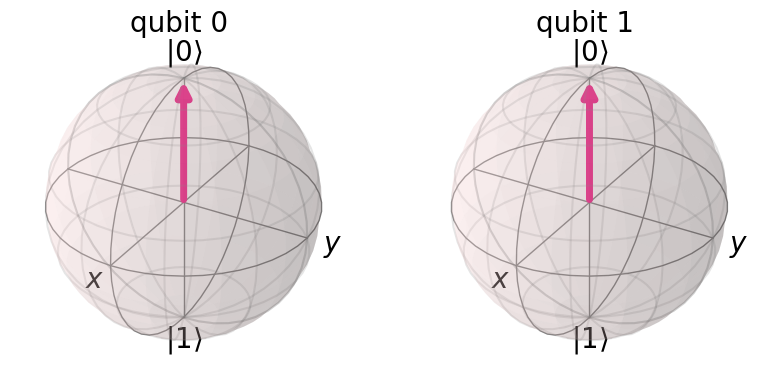 qubit 0
|0⟩
x
y
|1⟩
qubit 1
|0⟩
x
y
|1⟩